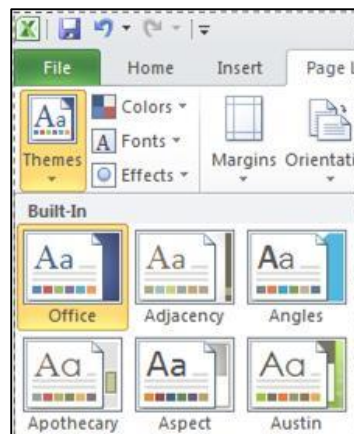 File Home Insert Page L
Aa Colors
A Fonts
Themes Effects Margins Orientati
Built-In
Aa Aa Aa
Office Adjacency Angles
Aa Aa Aa
Apothecary Aspect Austin